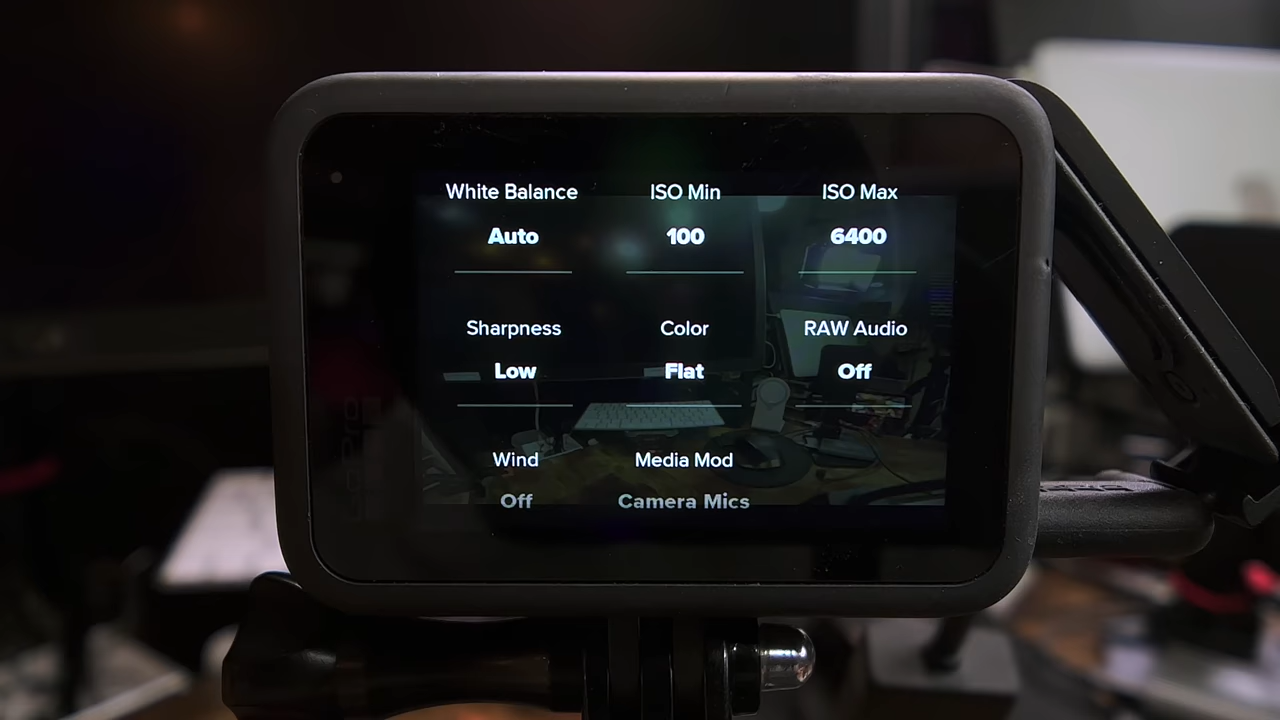 White Balance ISO Min ISO Max
Auto 100 6400
Sharpness Color RAW Audio
Low Flat Off
Wind Media Mod
Off Camera Mics